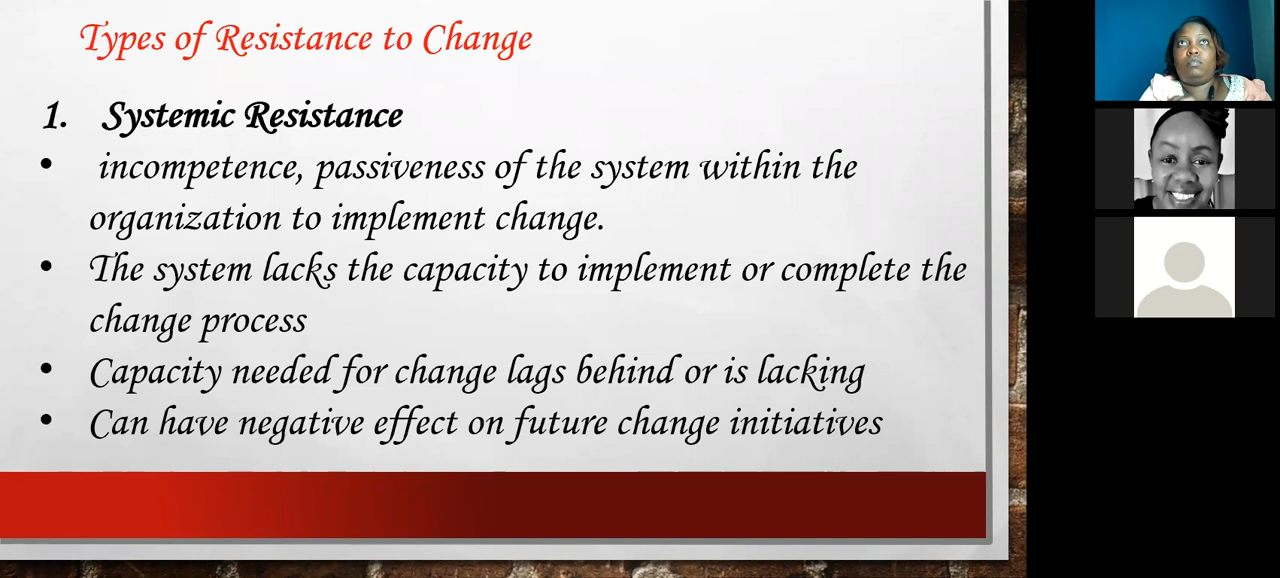 Types of Resistance to Change
1. Systemic Resistance
• incompetence, passiveness of the system within the
organization to implement change.
• The system lacks the capacity to implement or complete the
change process
• Capacity needed for change lags behind or is lacking
• Can have negative effect on future change initiatives